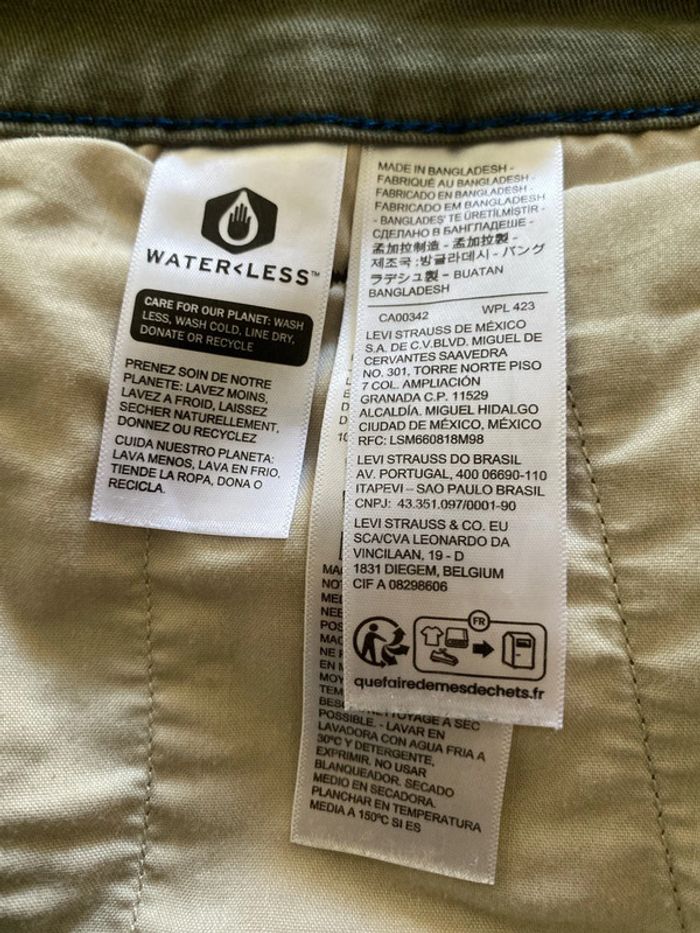 WATER<LESS™
CARE FOR OUR PLANET: WASH
LESS, WASH COLD, LINE DRY,
DONATE OR RECYCLE
PRENEZ SOIN DE NOTRE
PLANETE: LAVEZ MOINS,
LAVEZ A FROID, LAISSEZ
SECHER NATURELLEMENT,
DONNEZ OU RECYCLEZ
CUIDA NUESTRO PLANETA:
LAVA MENOS, LAVA EN FRIO,
TIENDE LA ROPA, DONA O
RECICLA.
MADE IN BANGLADESH -
FABRIQUÉ AU BANGLADESH -
FABRICADO EN BANGLADESH -
FABRICADO EM BANGLADESH
- BANGLADEŞ' TE ÜRETİLMİŞTİR -
СДЕЛАНО В БАНГЛАДЕШЕ -
孟加拉制造 - 孟加拉製 -
제조국 :방글라데시 - バング
ラデシュ製 - BUATAN
BANGLADESH
CA00342 WPL 423
LEVI STRAUSS DE MÉXICO
S.A. DE C.V.BLVD. MIGUEL DE
CERVANTES SAAVEDRA
NO. 301, TORRE NORTE PISO
7 COL. AMPLIACIÓN
GRANADA C.P. 11529
ALCALDÍA. MIGUEL HIDALGO
CIUDAD DE MÉXICO, MÉXICO
RFC: LSM660818M98
LEVI STRAUSS DO BRASIL
AV. PORTUGAL, 400 06690-110
ITAPEVI – SAO PAULO BRASIL
CNPJ: 43.351.097/0001-90
LEVI STRAUSS & CO. EU
SCA/CVA LEONARDO DA
VINCILAAN, 19 - D
1831 DIEGEM, BELGIUM
CIF A 08298606
FR
quefairedemesdechets.fr
NETTOYAGE A SEC
POSSIBLE. - LAVAR EN
LAVADORA CON AGUA FRIA A
30ºC Y DETERGENTE,
EXPRIMIR. NO USAR
BLANQUEADOR. SECADO
MEDIO EN SECADORA.
PLANCHAR EN TEMPERATURA
MEDIA A 150ºC SI ES